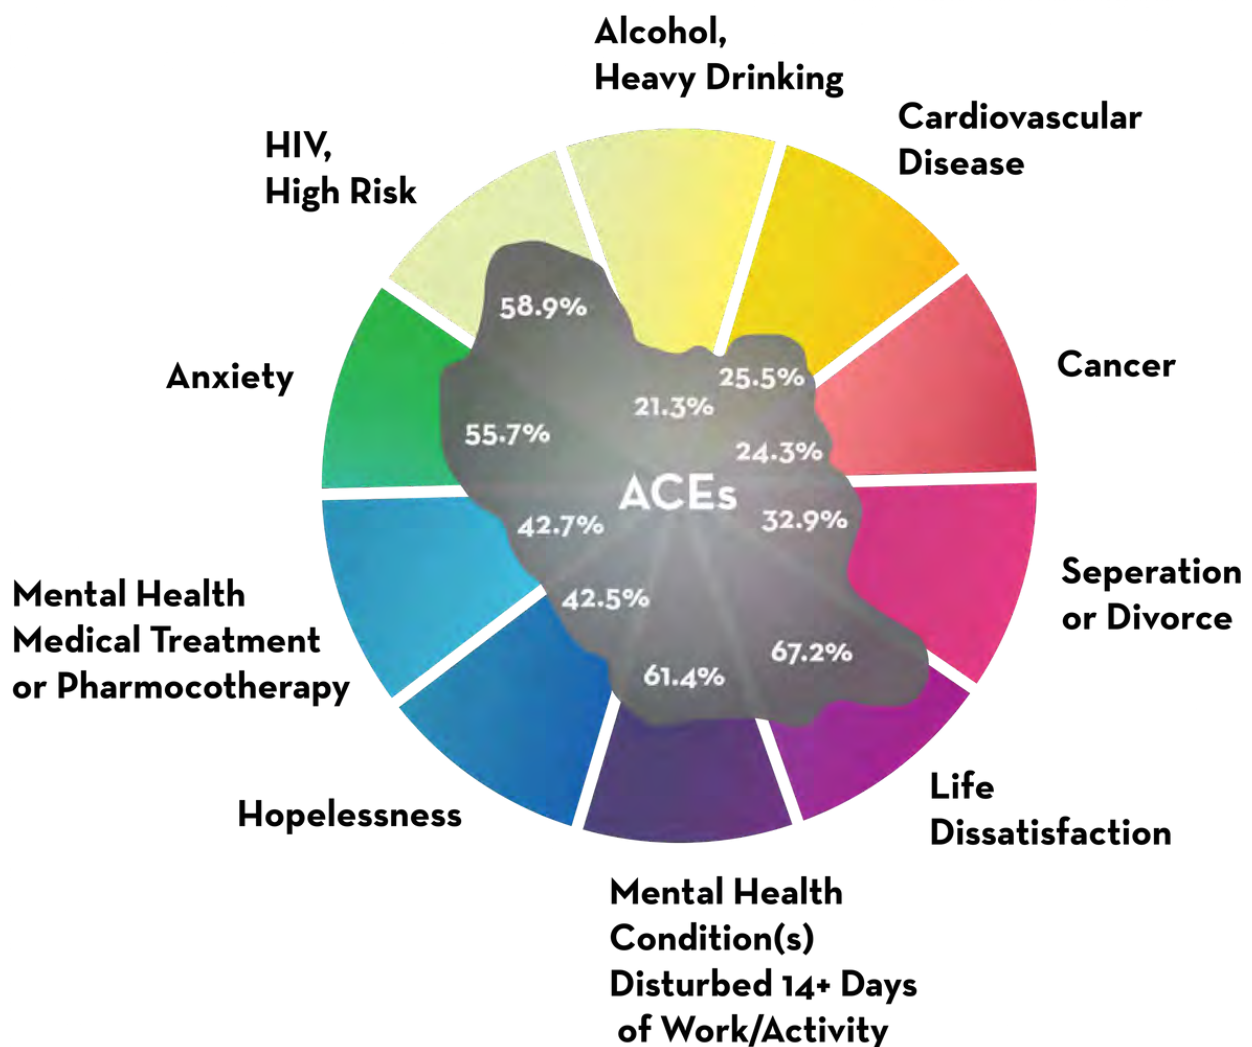 Alcohol,
Heavy Drinking
Cardiovascular
Disease
HIV,
High Risk
58.9%
Anxiety
25.5%
Cancer
21.3%
55.7%
24.3%
ACEs
32.9%
42.7%
Seperation
or Divorce
Mental Health
Medical Treatment
or Pharmocotherapy
42.5%
67.2%
61.4%
Hopelessness
Life
Dissatisfaction
Mental Health
Condition(s)
Disturbed 14+ Days
of Work/Activity